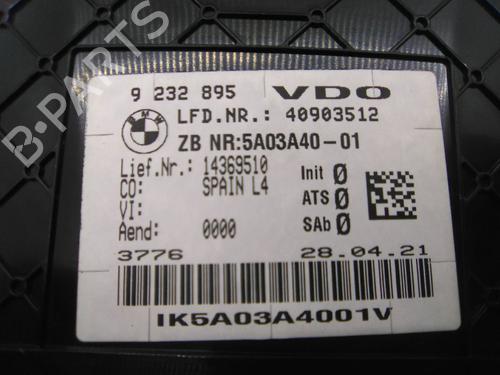 B-PARTS
9 232 895 VDO
BMW LFD.NR.: 40903512
ZB NR:5A03A40-01
Lief.Nr.: 14369510 Init 0
CO: SPAIN L4 ATS 0
VI: SAb 0
Aend: 0000
3776 28.04.21
IK5A03A4001V